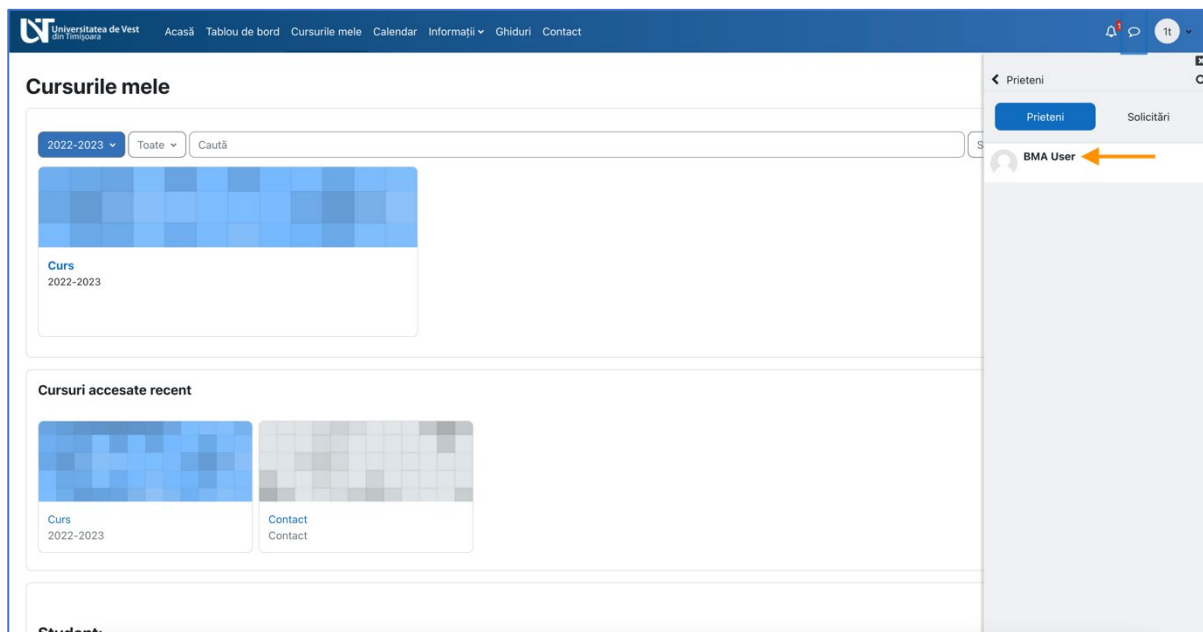 Universitatea de Vest
din Timișoara
Acasă Tablou de bord Cursurile mele Calendar Informații Ghiduri Contact
1
1t
Cursurile mele
2022-2023 Toate Caută
Curs
2022-2023
Cursuri accesate recent
Curs
2022-2023
Contact
Contact
Prieteni
Prieteni Solicitări
BMA User